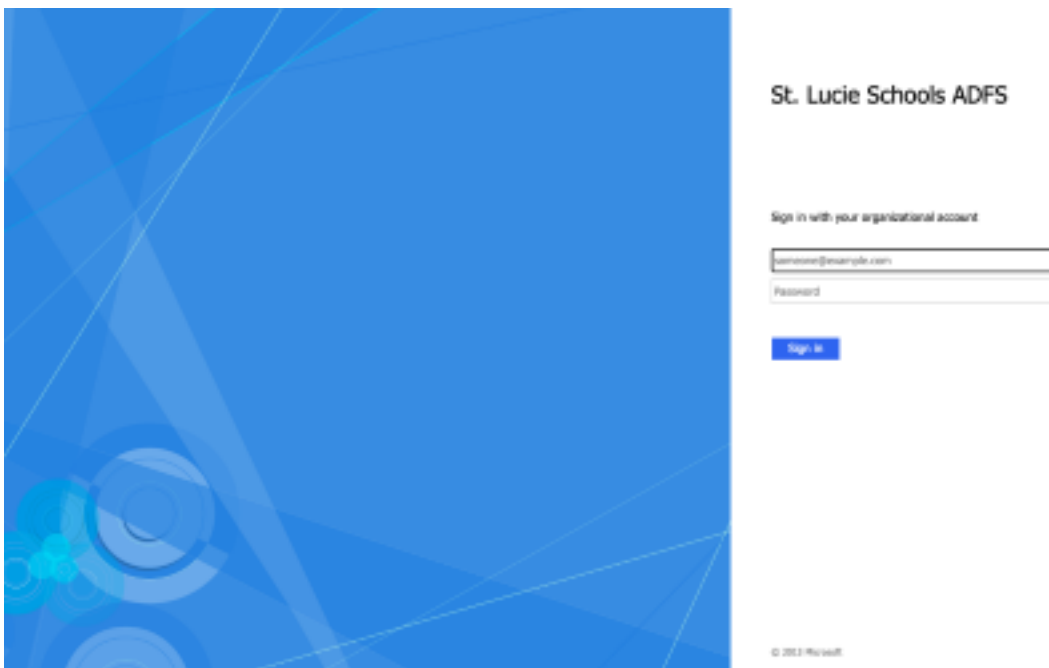 St. Lucie Schools ADFS
Sign in with your organizational account
someone@example.com
Password
Sign in
© 2013 Microsoft